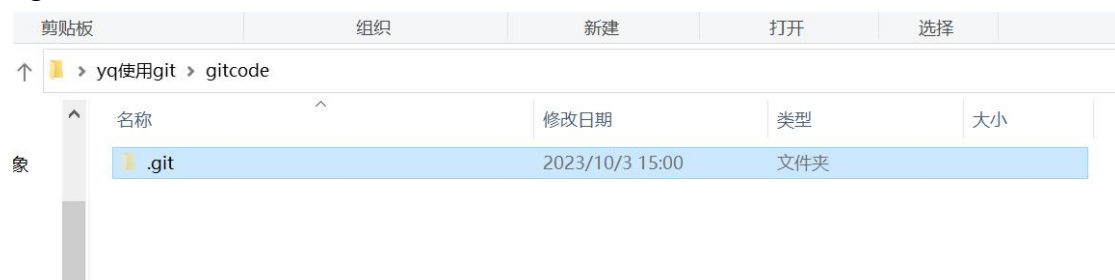 剪贴板 组织 新建 打开 选择
yq使用git gitcode
名称 修改日期 类型 大小
象
.git 2023/10/3 15:00 文件夹